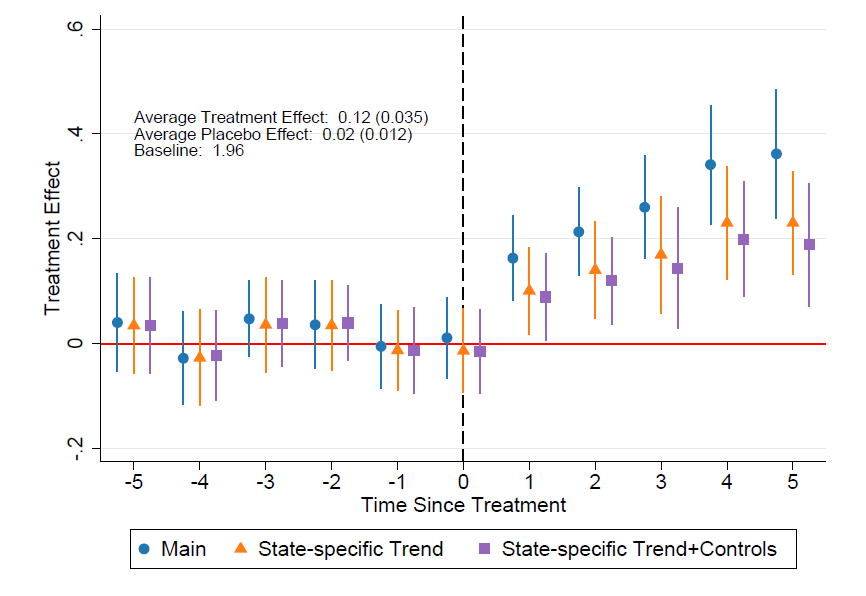 .6
.4
.2
0
-.2
Treatment Effect
Average Treatment Effect:  0.12 (0.035)
Average Placebo Effect:  0.02 (0.012)
Baseline:  1.96
-5 -4 -3 -2 -1 0 1 2 3 4 5
Time Since Treatment
Main State-specific Trend State-specific Trend+Controls